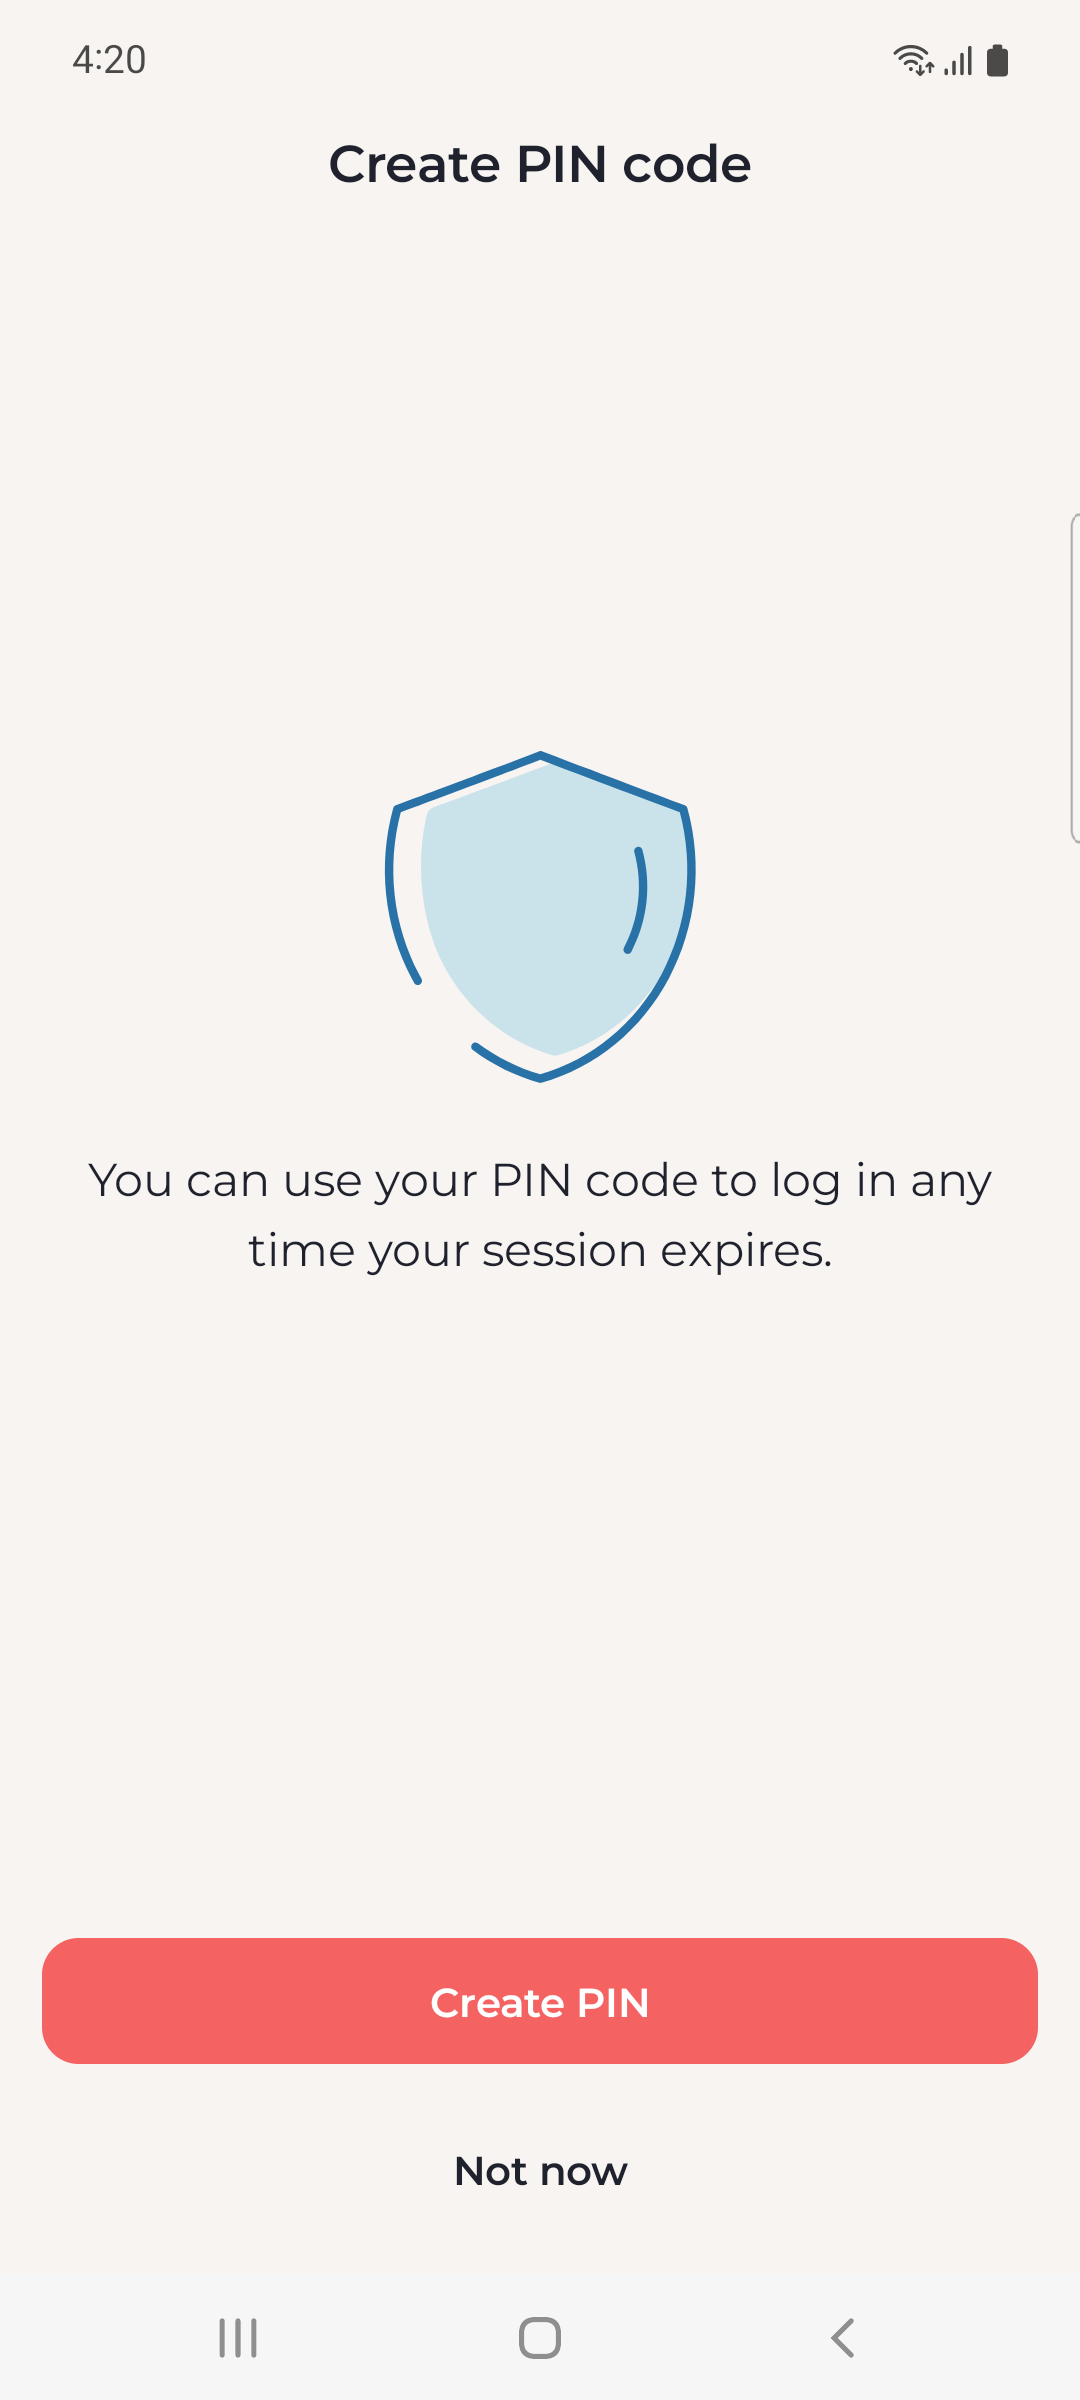 4:20
Create PIN code
You can use your PIN code to log in any
time your session expires.
Create PIN
Not now